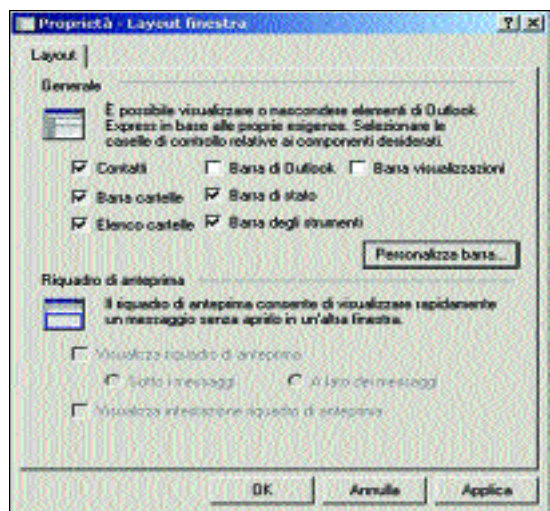 Proprietà - Layout finestra
Layout
Generale
È possibile visualizzare o nascondere elementi di Outlook
Express in base alle proprie esigenze. Selezionare le
caselle di controllo relative ai componenti desiderati.
Contatti Barra di Outlook Barra visualizzazioni
Barra cartelle Barra di stato
Elenco cartelle Barra degli strumenti
Personalizza barra...
Riquadro di anteprima
Il riquadro di anteprima consente di visualizzare rapidamente
un messaggio senza aprirlo in un'altra finestra.
Visualizza riquadro di anteprima
Sotto i messaggi A lato dei messaggi
Visualizza intestazione riquadro di anteprima
OK Annulla Applica